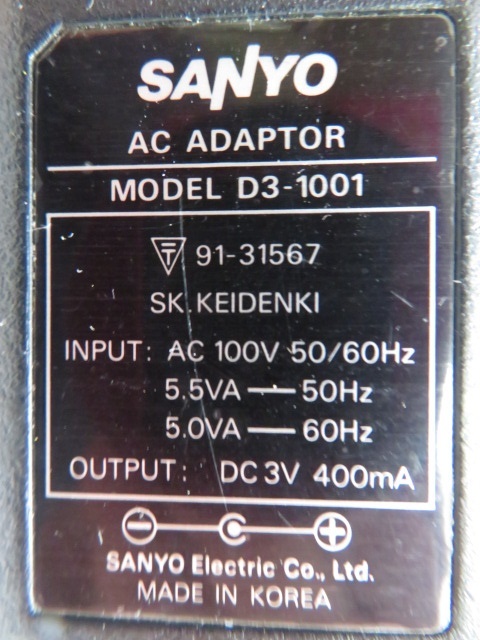 SANYO
AC ADAPTOR
MODEL D3-1001
91-31567
SK.KEIDENKI
INPUT: AC 100V 50/60Hz
5.5VA — 50Hz
5.0VA — 60Hz
OUTPUT: DC 3V 400mA
SANYO Electric Co., Ltd.
MADE IN KOREA